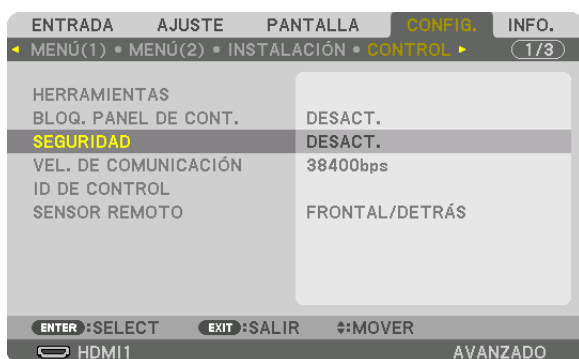 ENTRADA AJUSTE PANTALLA CONFIG. INFO.
MENÚ(1) • MENÚ(2) • INSTALACIÓN • CONTROL 1/3
HERRAMIENTAS
BLOQ. PANEL DE CONT. DESACT.
SEGURIDAD DESACT.
VEL. DE COMUNICACIÓN 38400bps
ID DE CONTROL
SENSOR REMOTO FRONTAL/DETRÁS
ENTER :SELECT EXIT :SALIR :MOVER
HDMI1 AVANZADO